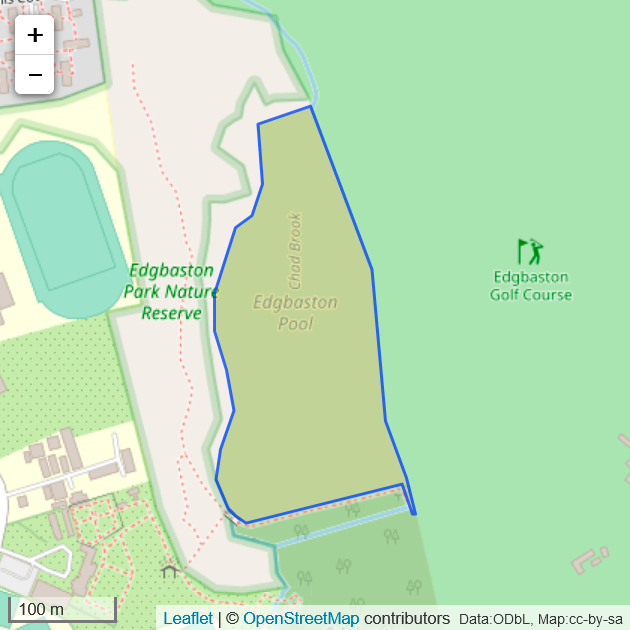 +
−
Chad Brook
Edgbaston
Golf Course
Edgbaston
Park Nature
Reserve
Edgbaston
Pool
100 m
Leaflet | © OpenStreetMap contributors Data:ODbL, Map:cc-by-sa